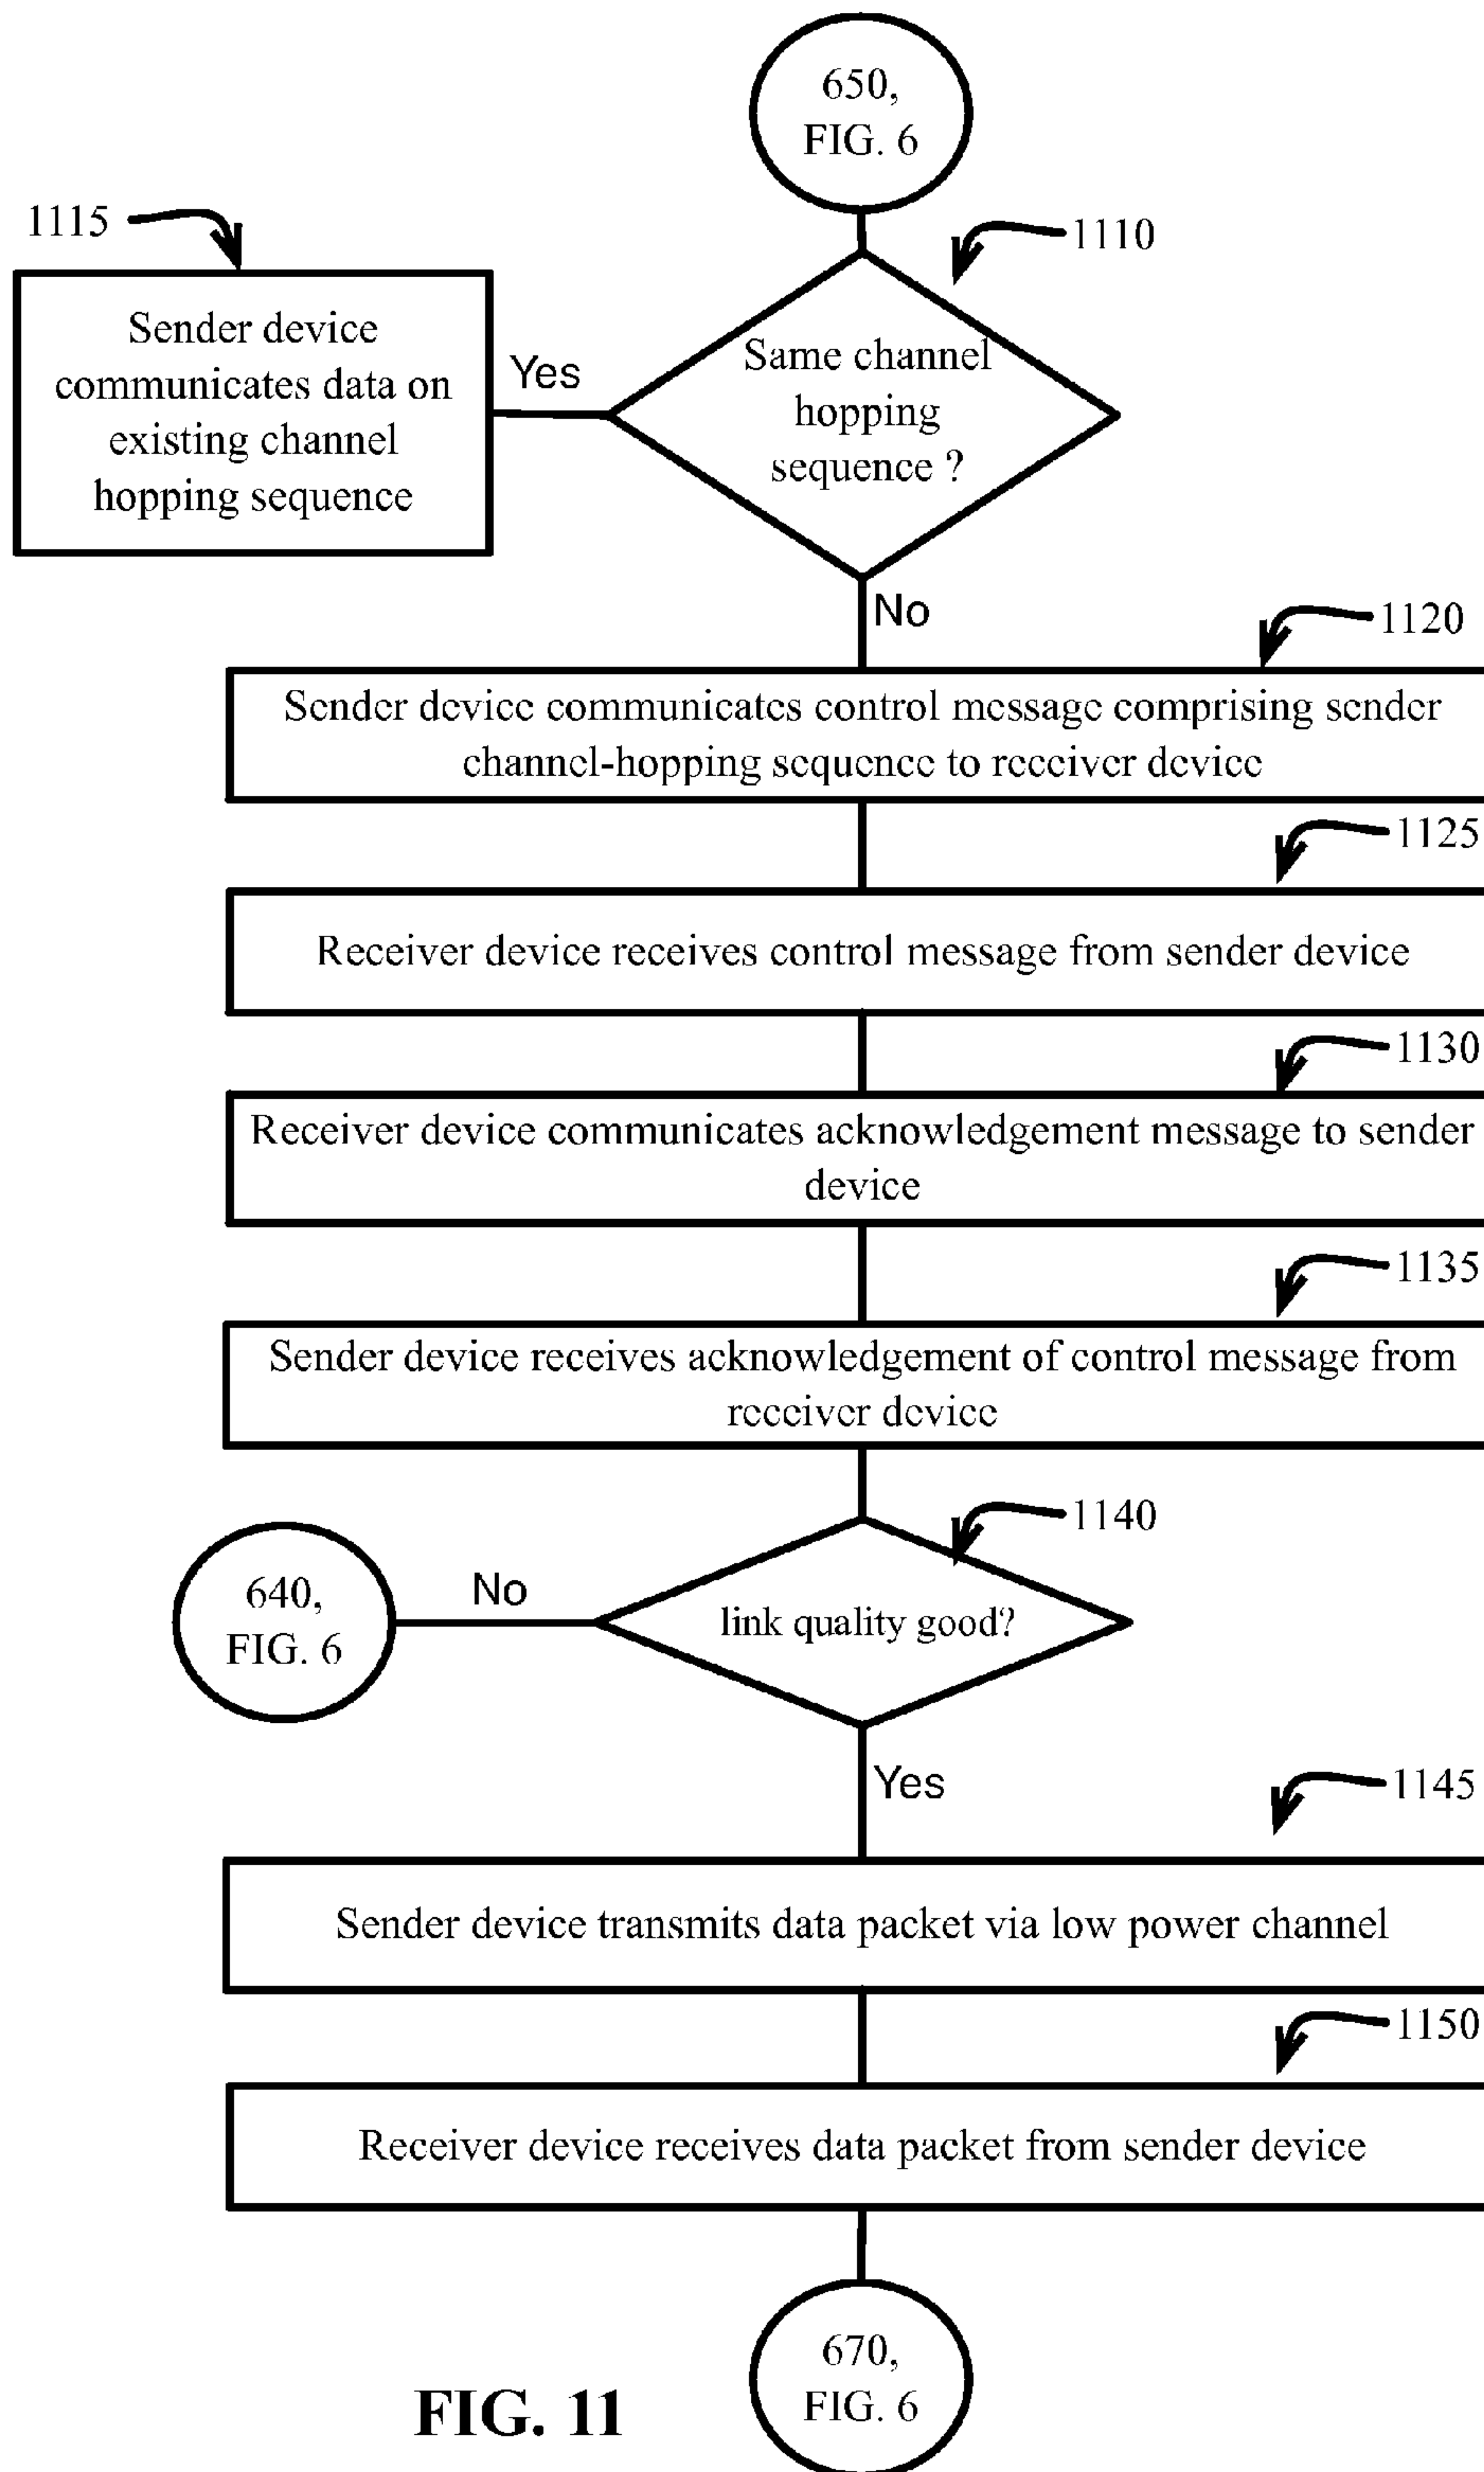 650,
FIG. 6
1115
1110
Sender device
communicates data on
existing channel
hopping sequence
Yes
Same channel
hopping
sequence ?
No
1120
Sender device communicates control message comprising sender
channel-hopping sequence to receiver device
1125
Receiver device receives control message from sender device
1130
Receiver device communicates acknowledgement message to sender
device
1135
Sender device receives acknowledgement of control message from
receiver device
1140
640,
FIG. 6
No
link quality good?
Yes
1145
Sender device transmits data packet via low power channel
1150
Receiver device receives data packet from sender device
670,
FIG. 6
FIG. 11